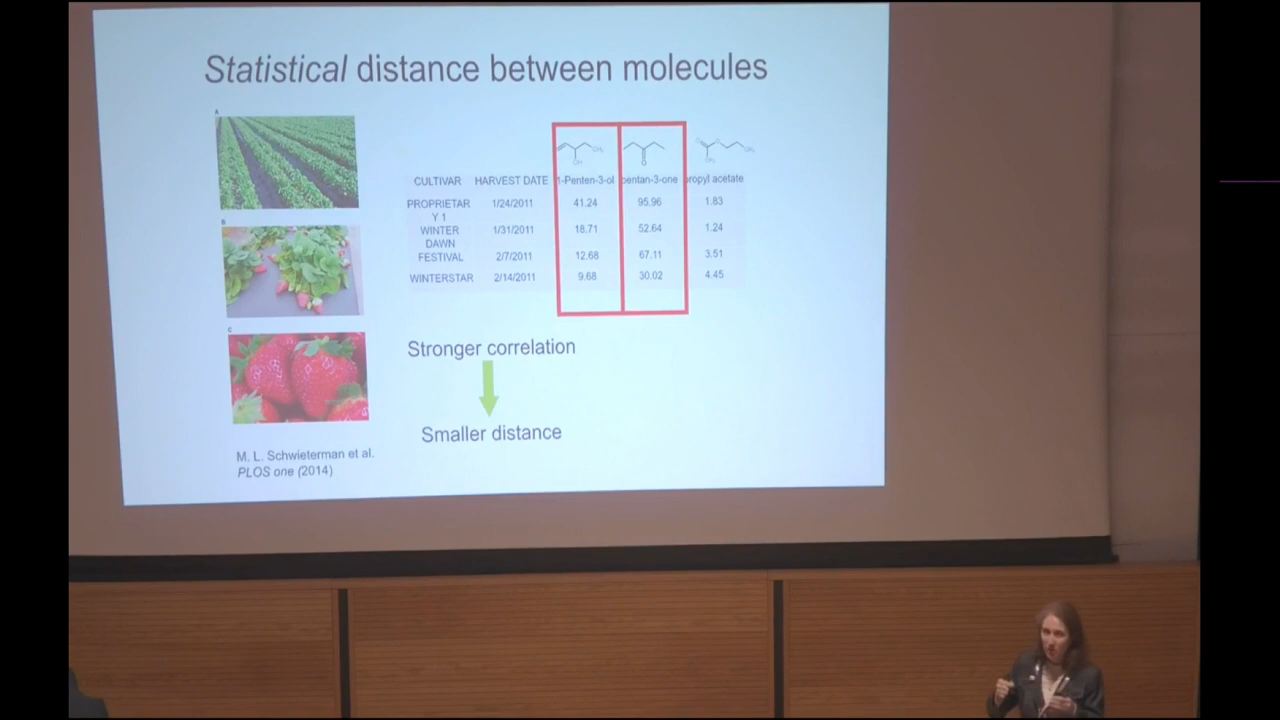 Statistical distance between molecules
A
B
C
CULTIVAR HARVEST DATE 1-Penten-3-ol pentan-3-one propyl acetate
PROPRIETAR 1/24/2011 41.24 95.96 1.83
Y 1
WINTER 1/31/2011 18.71 52.64 1.24
DAWN
FESTIVAL 2/7/2011 12.68 67.11 3.51
WINTERSTAR 2/14/2011 9.68 30.02 4.45
Stronger correlation
Smaller distance
M. L. Schwieterman et al.
PLOS one (2014)